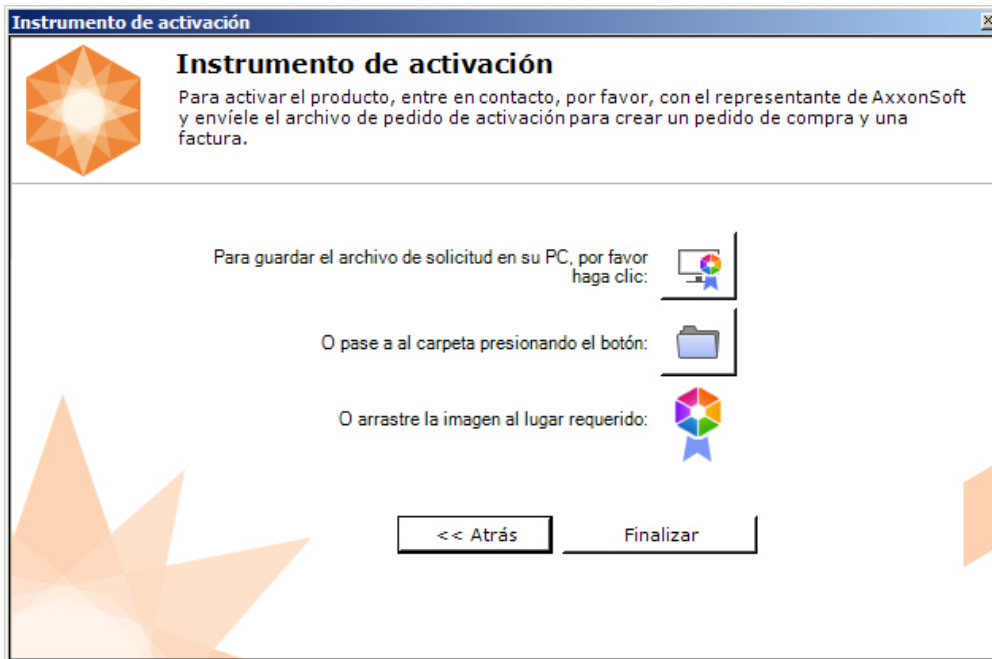 Instrumento de activación
Instrumento de activación
Para activar el producto, entre en contacto, por favor, con el representante de AxxonSoft
y envíele el archivo de pedido de activación para crear un pedido de compra y una
factura.
Para guardar el archivo de solicitud en su PC, por favor
haga clic:
O pase a al carpeta presionando el botón:
O arrastre la imagen al lugar requerido:
<< Atrás
Finalizar